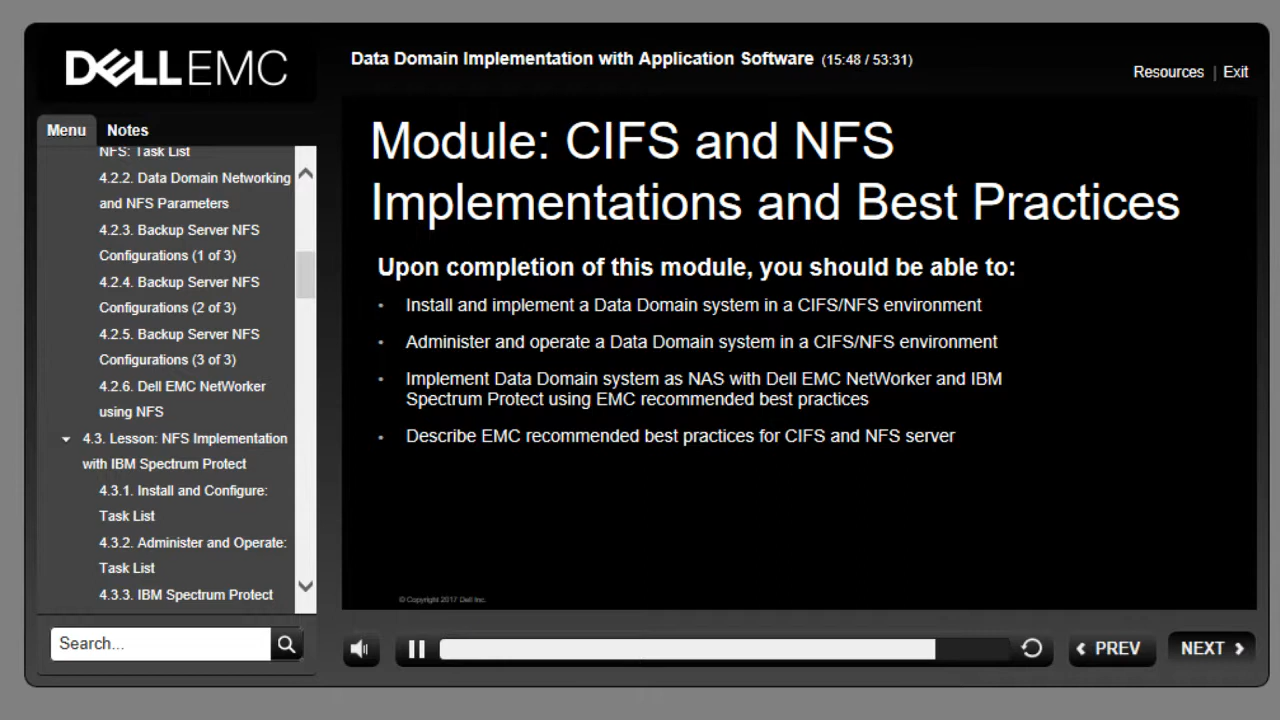 DELLEMC
Data Domain Implementation with Application Software (15:48 / 53:31)
Resources | Exit
Menu
Notes
NFS: Task List
4.2.2. Data Domain Networking
and NFS Parameters
4.2.3. Backup Server NFS
Configurations (1 of 3)
4.2.4. Backup Server NFS
Configurations (2 of 3)
4.2.5. Backup Server NFS
Configurations (3 of 3)
4.2.6. Dell EMC NetWorker
using NFS
4.3. Lesson: NFS Implementation
with IBM Spectrum Protect
4.3.1. Install and Configure:
Task List
4.3.2. Administer and Operate:
Task List
4.3.3. IBM Spectrum Protect
Search...
Module: CIFS and NFS
Implementations and Best Practices
Upon completion of this module, you should be able to:
• Install and implement a Data Domain system in a CIFS/NFS environment
• Administer and operate a Data Domain system in a CIFS/NFS environment
• Implement Data Domain system as NAS with Dell EMC NetWorker and IBM
Spectrum Protect using EMC recommended best practices
• Describe EMC recommended best practices for CIFS and NFS server
© Copyright 2017 Dell Inc.
PREV
NEXT